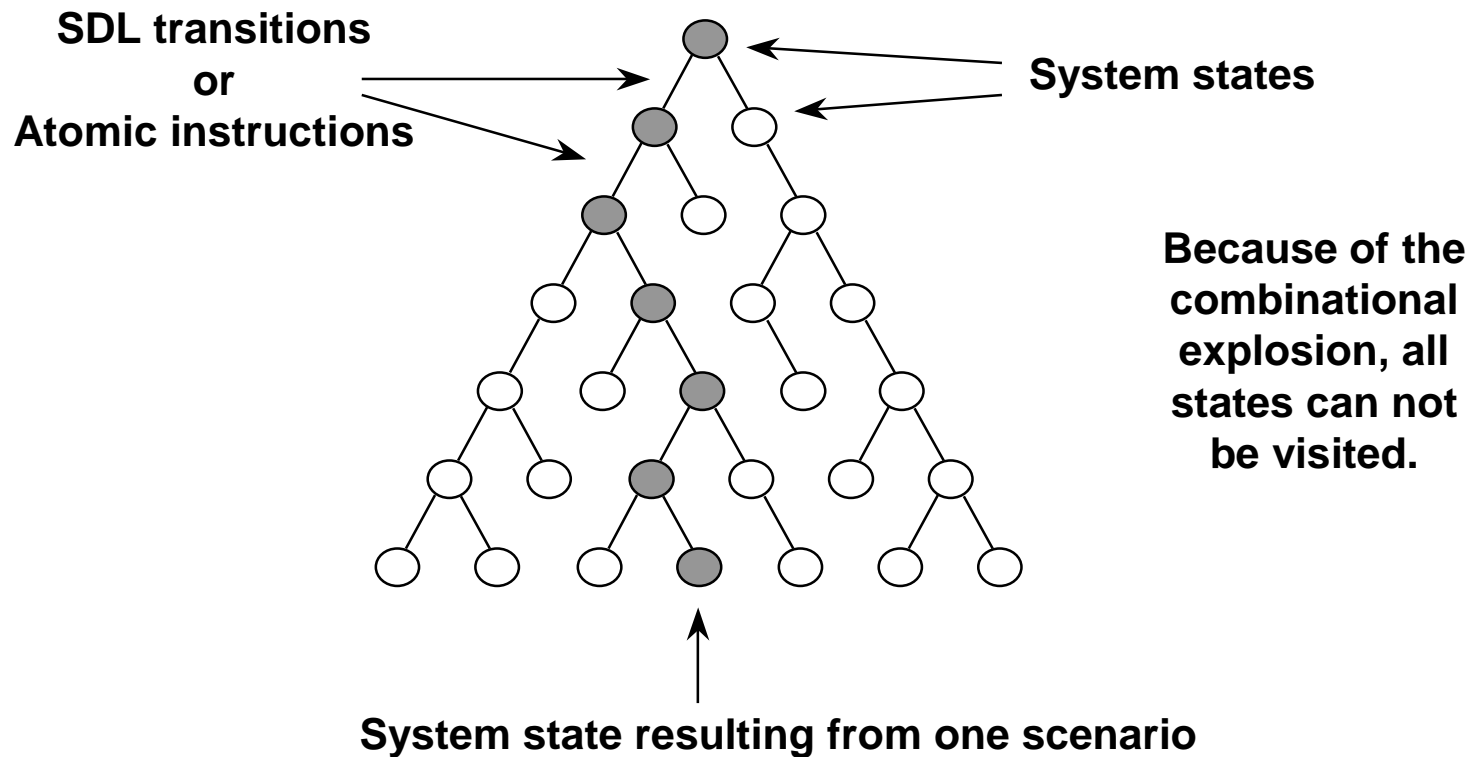 SDL transitions
or
Atomic instructions
System states
Because of the
combinational
explosion, all
states can not
be visited.
System state resulting from one scenario